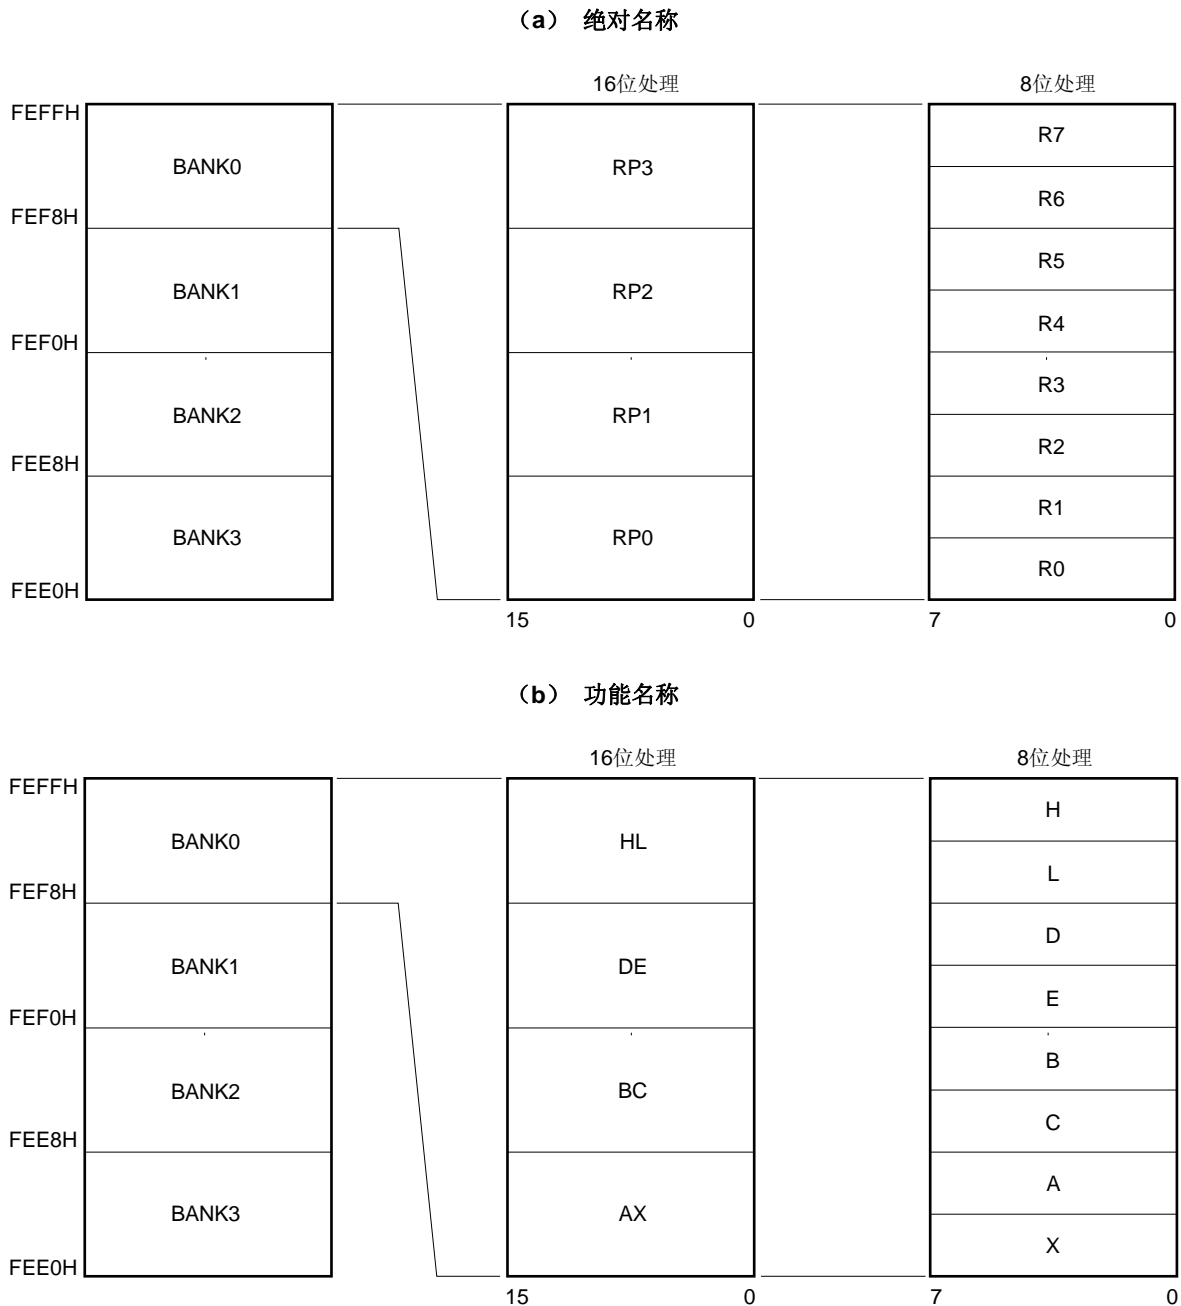 （a） 绝对名称
16位处理
8位处理
FEFFH
BANK0
RP3
R7
R6
FEF8H
BANK1
RP2
R5
R4
FEF0H
BANK2
RP1
R3
R2
FEE8H
BANK3
RP0
R1
R0
FEE0H
15 0 7 0
（b） 功能名称
16位处理
8位处理
FEFFH
BANK0
HL
H
L
FEF8H
BANK1
DE
D
E
FEF0H
BANK2
BC
B
C
FEE8H
BANK3
AX
A
X
FEE0H
15 0 7 0